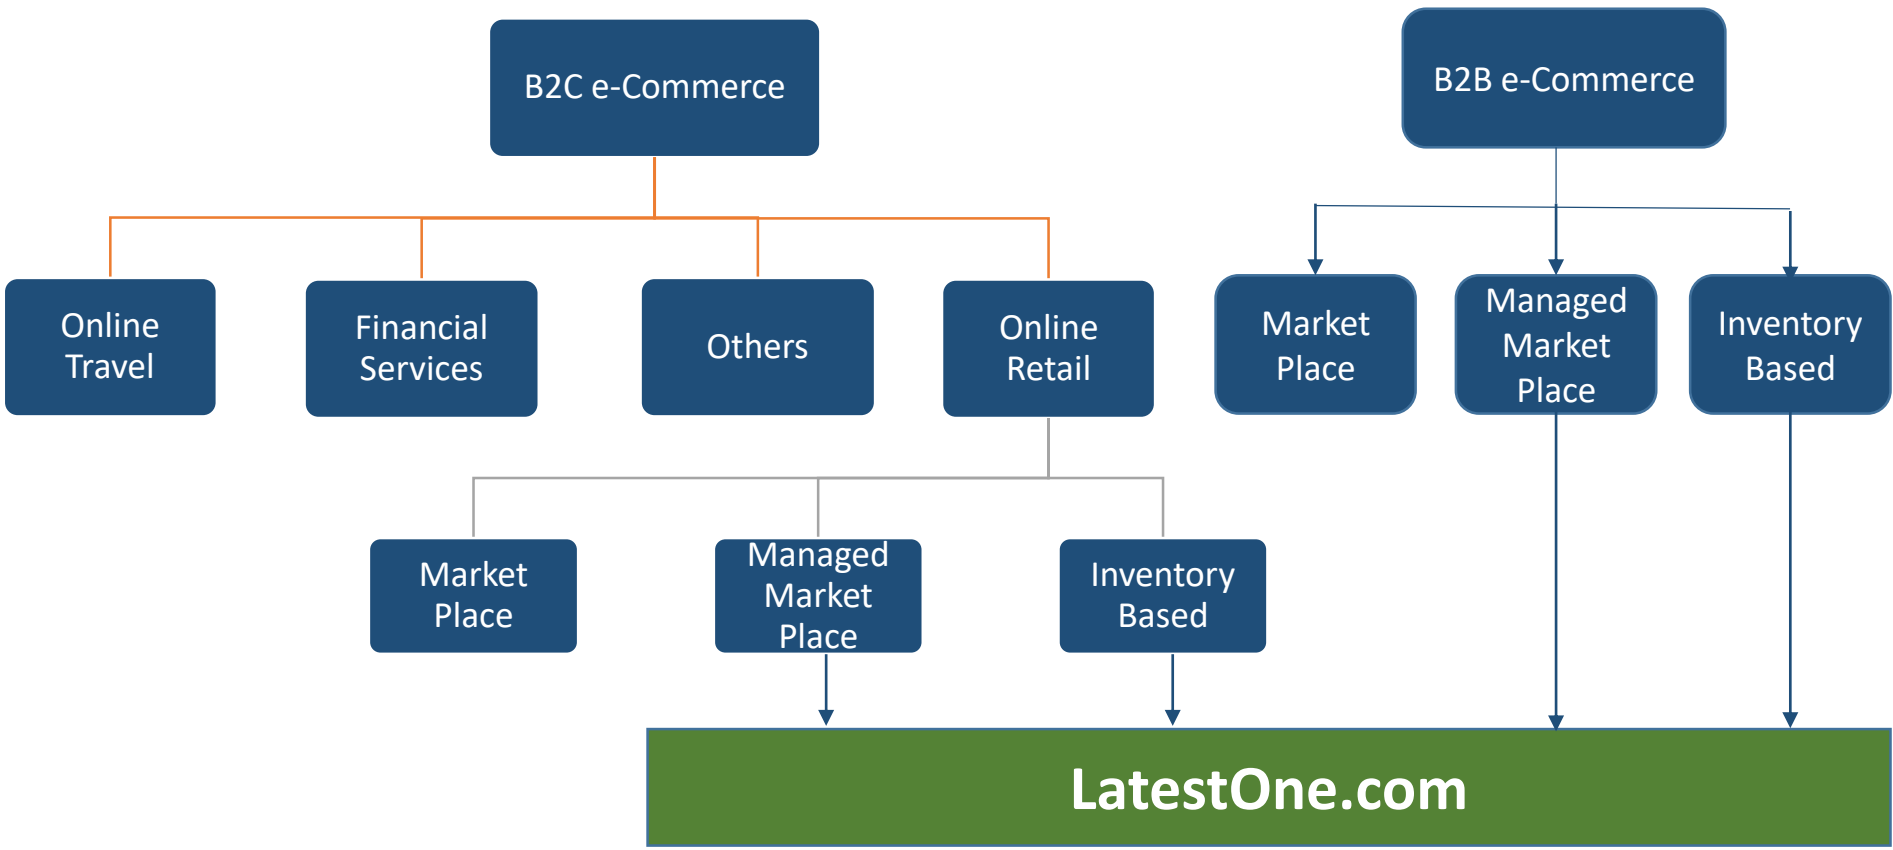 B2C e-Commerce
B2B e-Commerce
Online
Travel
Financial
Services
Others
Online
Retail
Market
Place
Managed
Market
Place
Inventory
Based
Market
Place
Managed
Market
Place
Inventory
Based
LatestOne.com